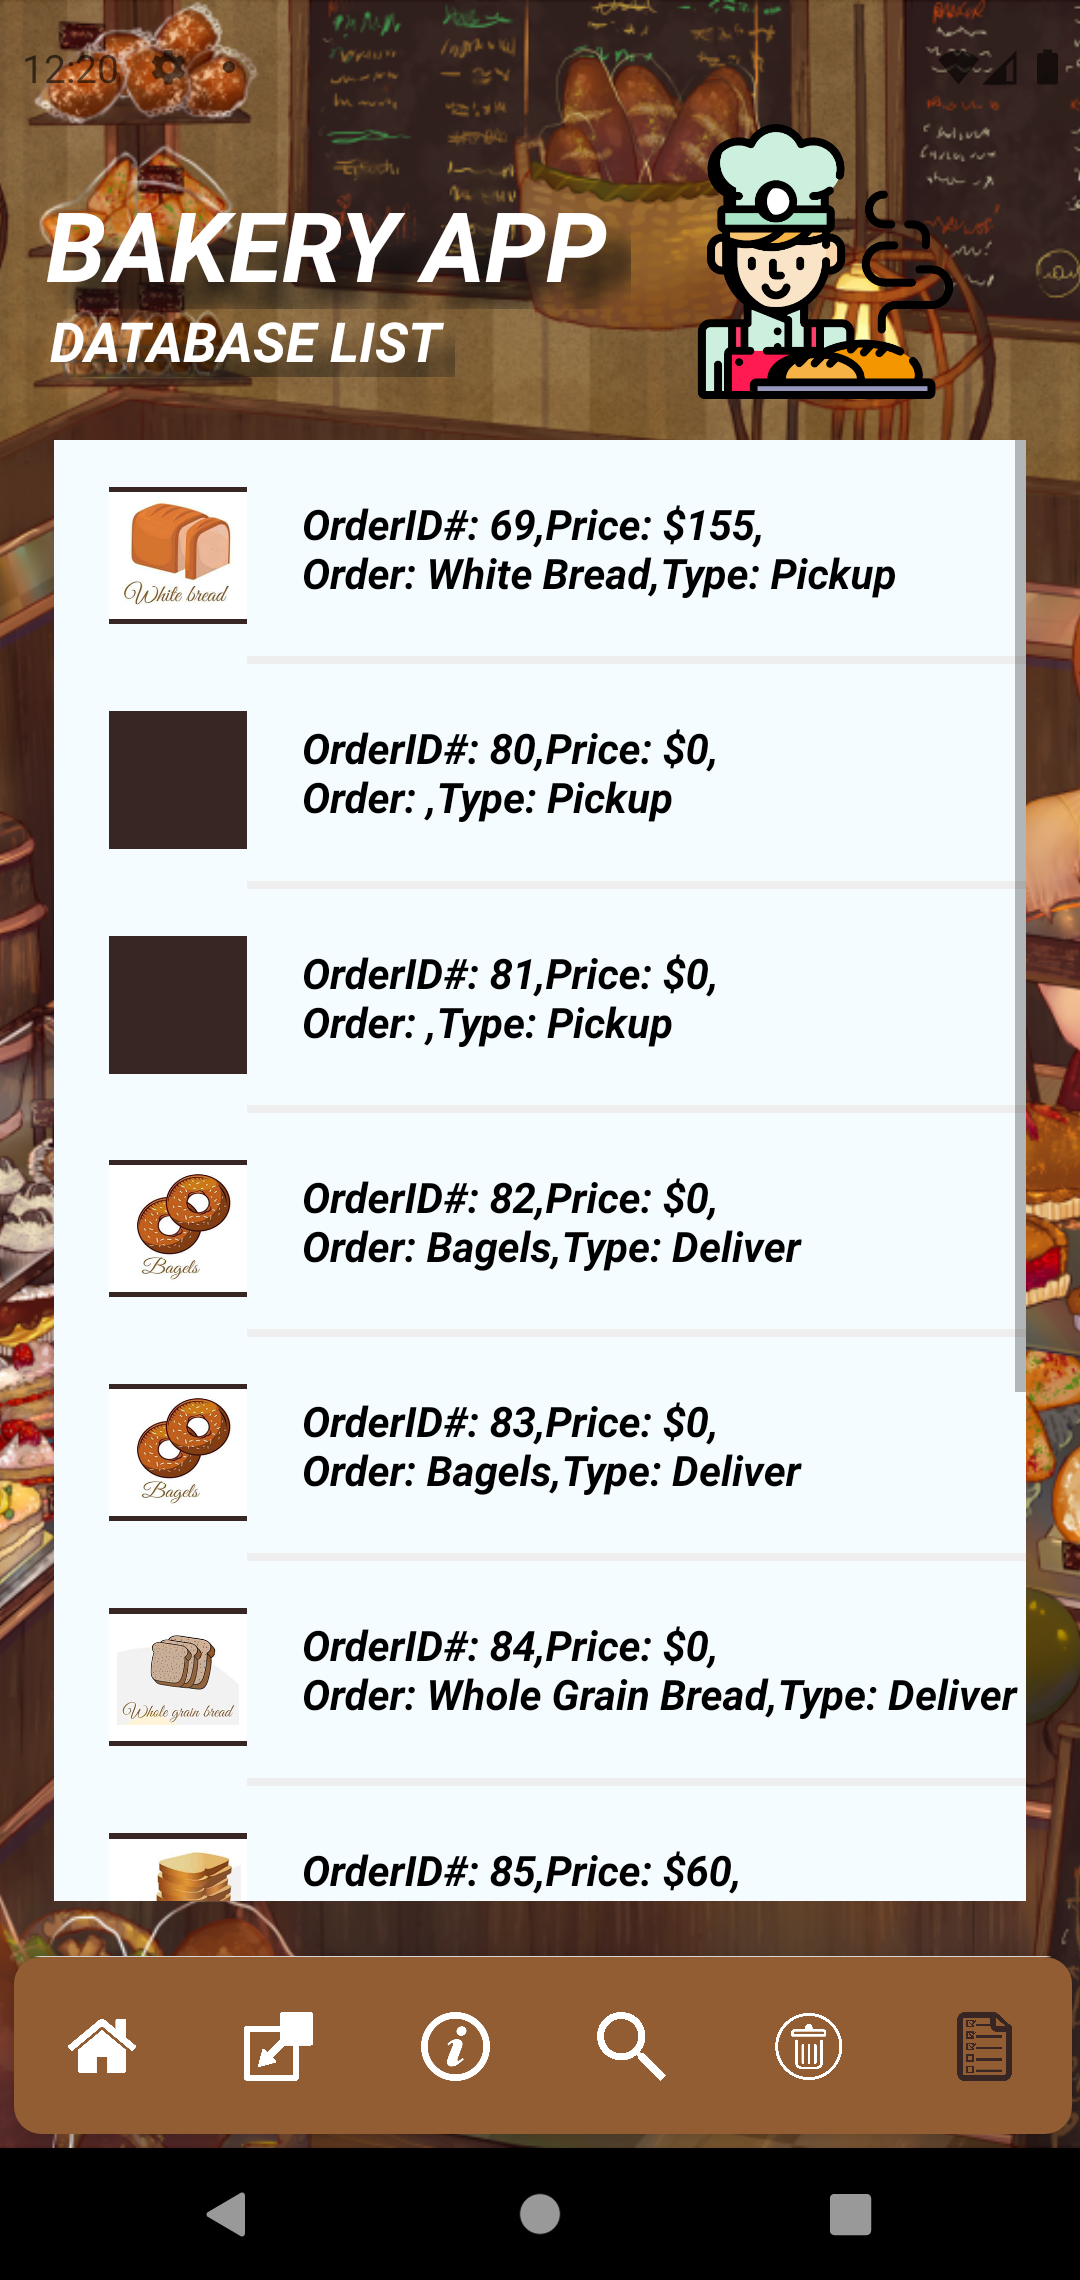 12:20
BAKERY APP
DATABASE LIST
White bread
OrderID#: 69,Price: $155,
Order: White Bread,Type: Pickup
OrderID#: 80,Price: $0,
Order: ,Type: Pickup
OrderID#: 81,Price: $0,
Order: ,Type: Pickup
Bagels
OrderID#: 82,Price: $0,
Order: Bagels,Type: Deliver
Bagels
OrderID#: 83,Price: $0,
Order: Bagels,Type: Deliver
Whole grain bread
OrderID#: 84,Price: $0,
Order: Whole Grain Bread,Type: Deliver
OrderID#: 85,Price: $60,